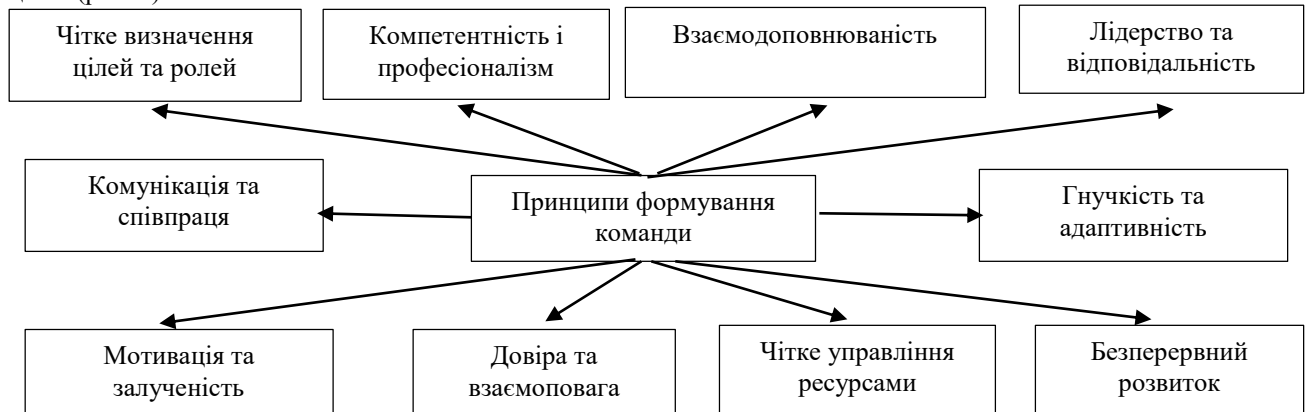 Чітке визначення
цілей та ролей
Компетентність і
професіоналізм
Взаємодоповнюваність
Лідерство та
відповідальність
Комунікація та
співпраця
Принципи формування
команди
Гнучкість та
адаптивність
Мотивація та
залученість
Довіра та
взаємоповага
Чітке управління
ресурсами
Безперервний
розвиток